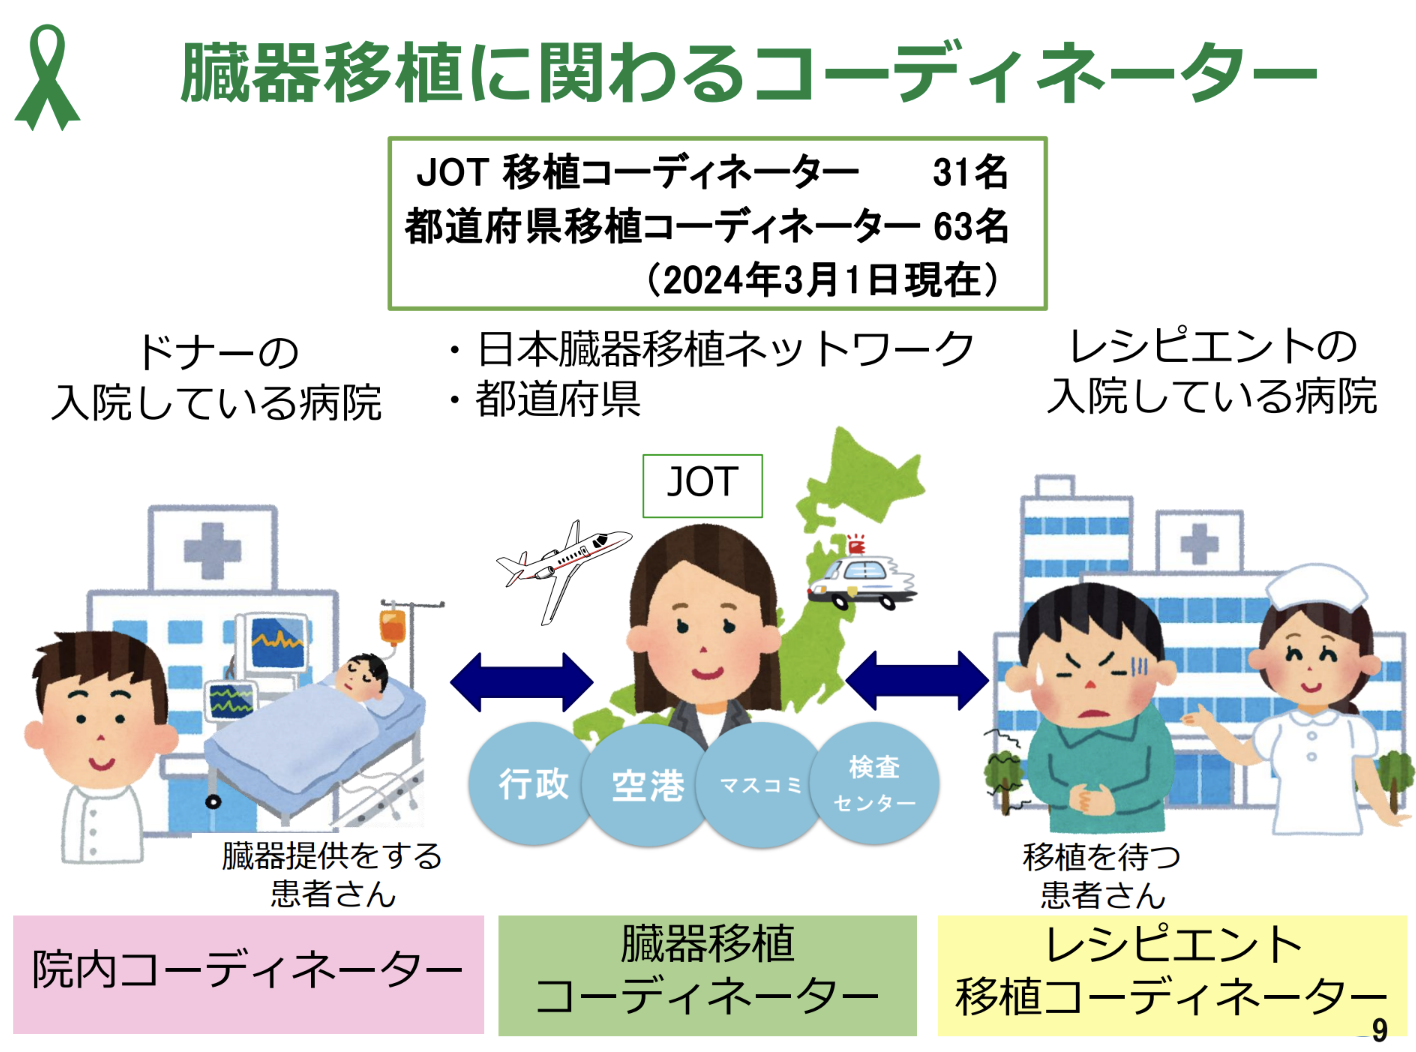 臓器移植に関わるコーディネーター
JOT 移植コーディネーター　31名
都道府県移植コーディネーター 63名
（2024年3月1日現在）
ドナーの
入院している病院
・日本臓器移植ネットワーク
・都道府県
レシピエントの
入院している病院
JOT
行政
空港
マスコミ
検査
センター
臓器提供をする
患者さん
移植を待つ
患者さん
院内コーディネーター
臓器移植
コーディネーター
レシピエント
移植コーディネーター
9